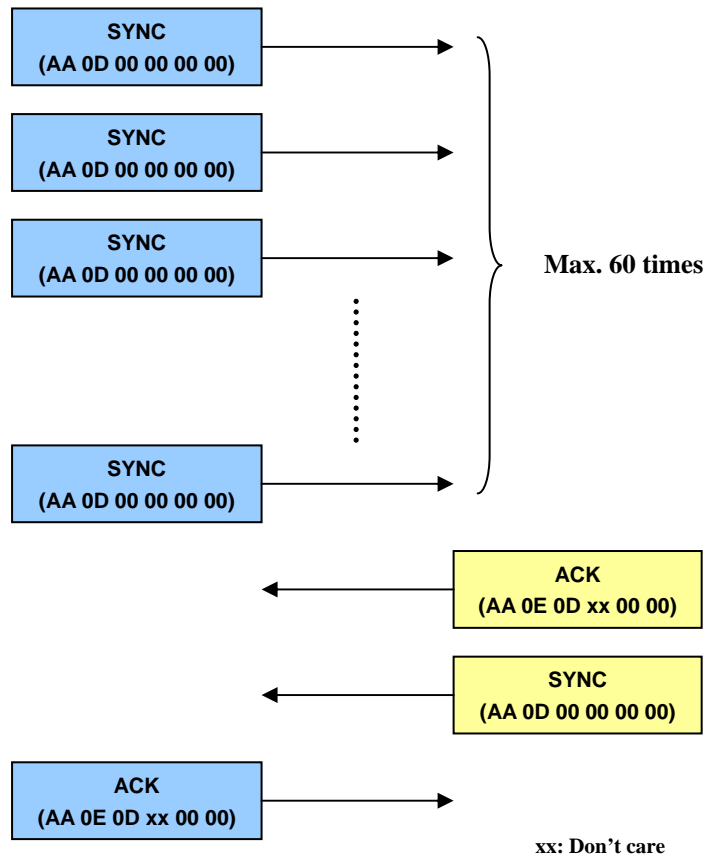 SYNC
(AA 0D 00 00 00 00)
SYNC
(AA 0D 00 00 00 00)
SYNC
(AA 0D 00 00 00 00)
Max. 60 times
SYNC
(AA 0D 00 00 00 00)
ACK
(AA 0E 0D xx 00 00)
SYNC
(AA 0D 00 00 00 00)
ACK
(AA 0E 0D xx 00 00)
xx: Don't care